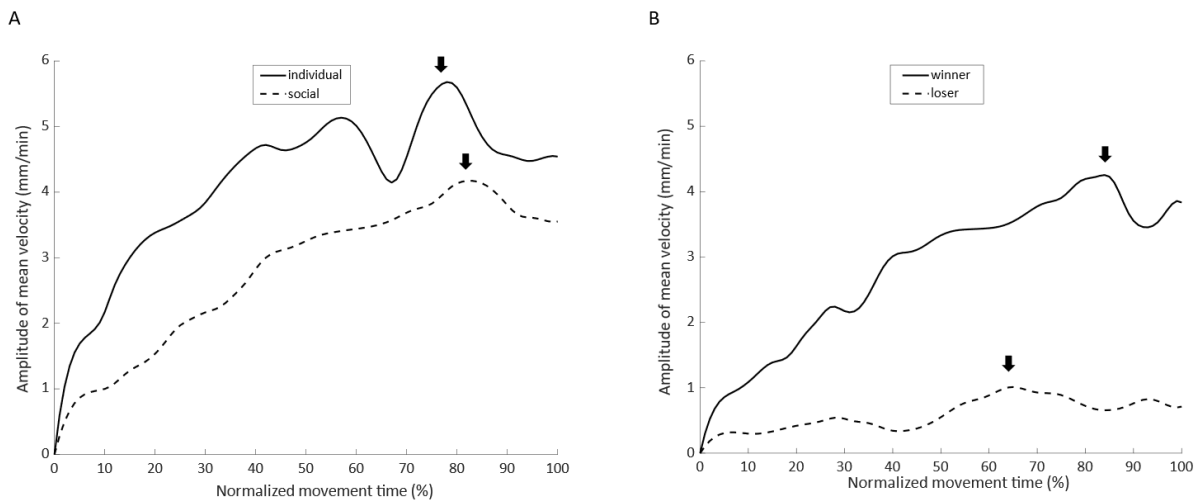 A
individual
social
Amplitude of mean velocity (mm/min)
6
5
4
3
2
1
0
0 10 20 30 40 50 60 70 80 90 100
Normalized movement time (%)
B
winner
loser
Amplitude of mean velocity (mm/min)
6
5
4
3
2
1
0
0 10 20 30 40 50 60 70 80 90 100
Normalized movement time (%)